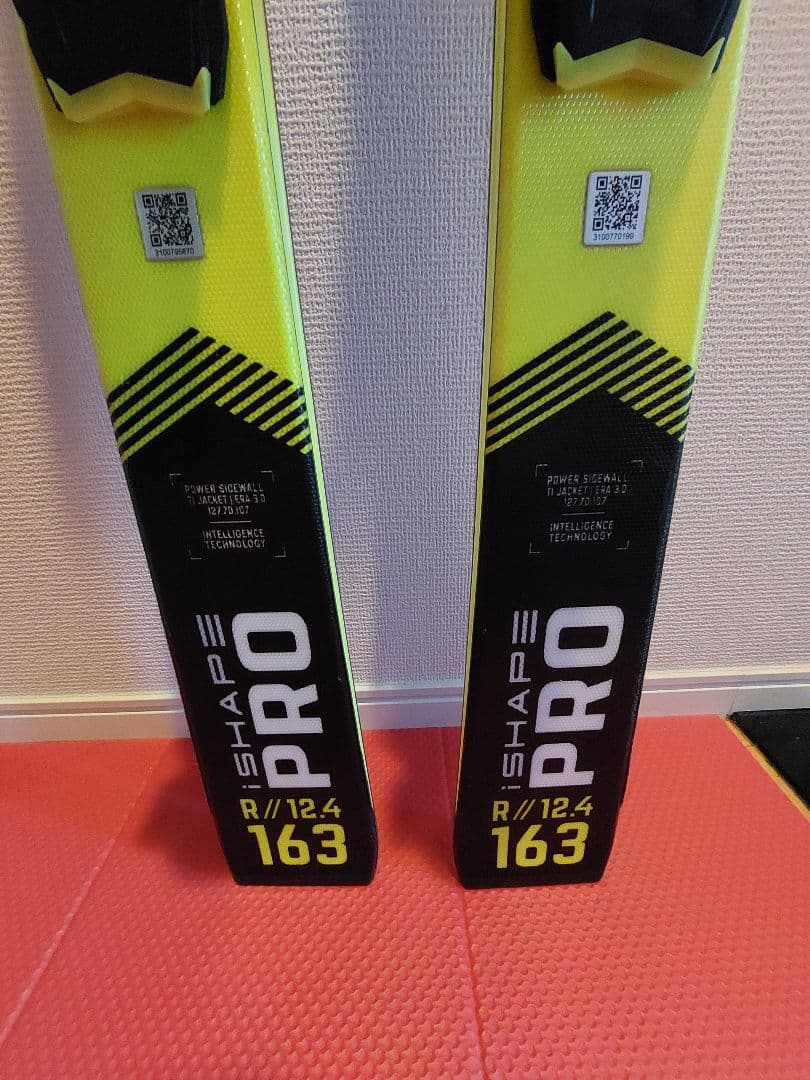 3100795870
POWER SIDEWALL
TI JACKET | ERA 3.0
127.70.107
INTELLIGENCE
TECHNOLOGY
iSHAPE
PRO
R//12.4
163
3100770199
POWER SIDEWALL
TI JACKET | ERA 3.0
127.70.107
INTELLIGENCE
TECHNOLOGY
iSHAPE
PRO
R//12.4
163